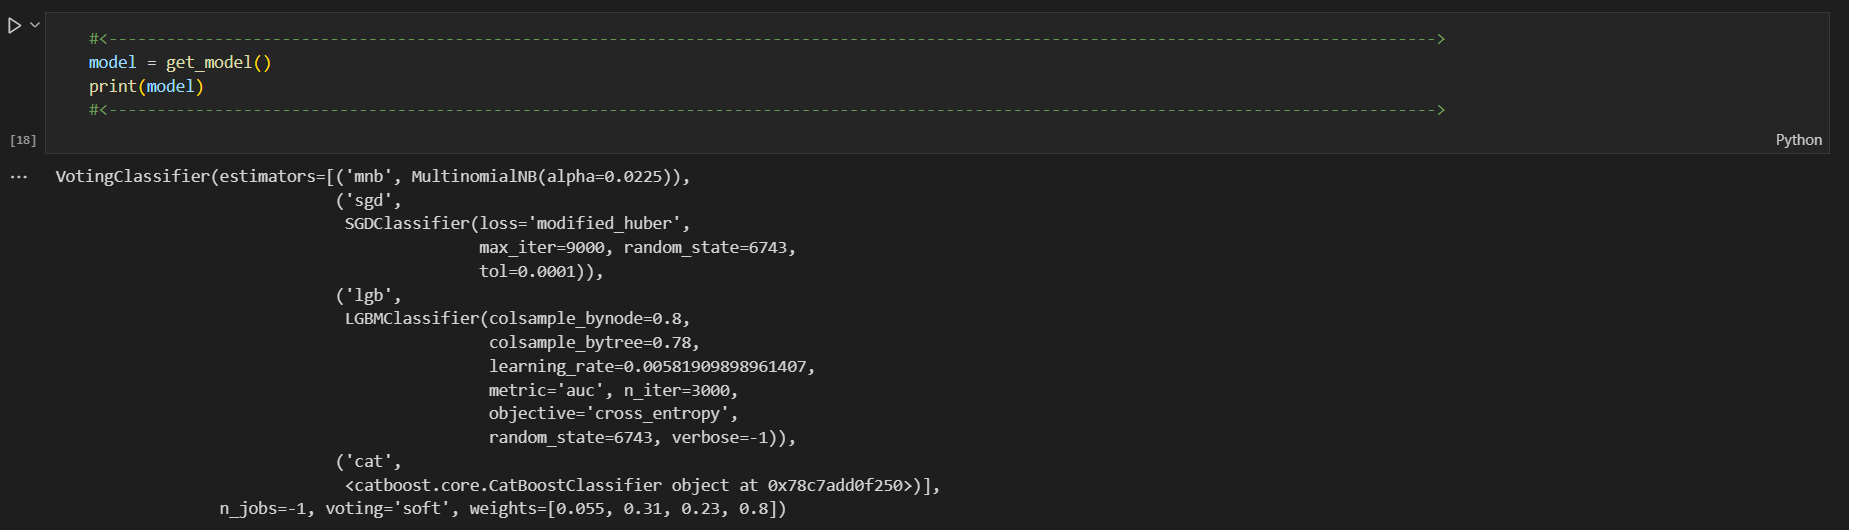 #<------------------------------------------------------------------------------------------------------------------------------------------>
model = get_model()
print(model)
#<------------------------------------------------------------------------------------------------------------------------------------------>
[18]
Python
... VotingClassifier(estimators=[('mnb', MultinomialNB(alpha=0.0225)),
('sgd',
SGDClassifier(loss='modified_huber',
max_iter=9000, random_state=6743,
tol=0.0001)),
('lgb',
LGBMClassifier(colsample_bynode=0.8,
colsample_bytree=0.78,
learning_rate=0.00581909898961407,
metric='auc', n_iter=3000,
objective='cross_entropy',
random_state=6743, verbose=-1)),
('cat',
<catboost.core.CatBoostClassifier object at 0x78c7add0f250>)],
n_jobs=-1, voting='soft', weights=[0.055, 0.31, 0.23, 0.8])